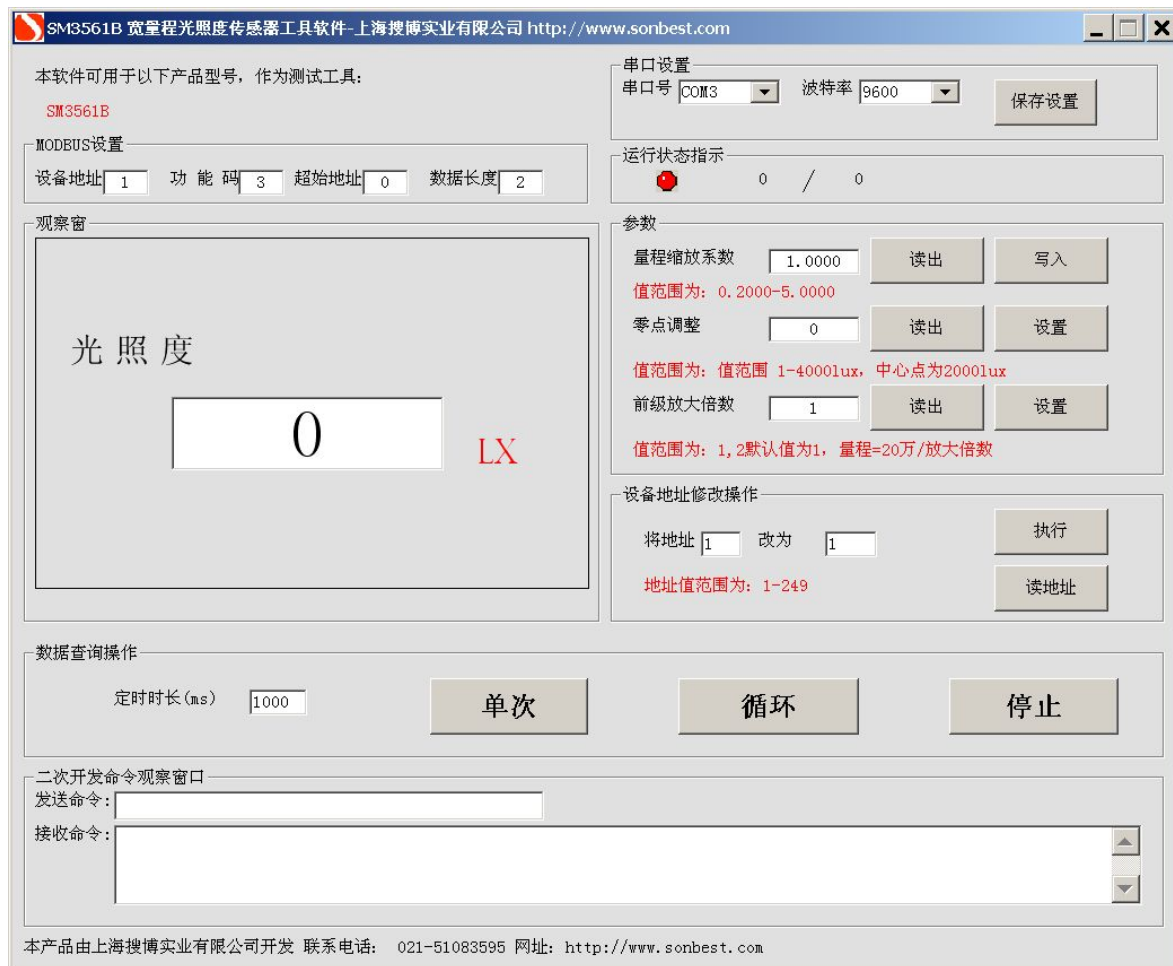 SM3561B 宽量程光照度传感器工具软件-上海搜博实业有限公司 http://www.sonbest.com
本软件可用于以下产品型号，作为测试工具：
SM3561B
MODBUS设置
设备地址 1 功 能 码 3 超始地址 0 数据长度 2
串口设置
串口号 COM3 波特率 9600 保存设置
运行状态指示
0 / 0
观察窗
光 照 度
0 LX
参数
量程缩放系数 1.0000 读出 写入
值范围为：0.2000-5.0000
零点调整 0 读出 设置
值范围为：值范围 1-4000lux，中心点为2000lux
前级放大倍数 1 读出 设置
值范围为：1,2默认值为1，量程=20万/放大倍数
设备地址修改操作
将地址 1 改为 1 执行
地址值范围为：1-249 读地址
数据查询操作
定时时长(ms) 1000 单次 循环 停止
二次开发命令观察窗口
发送命令:
接收命令:
本产品由上海搜博实业有限公司开发 联系电话： 021-51083595 网址：http://www.sonbest.com